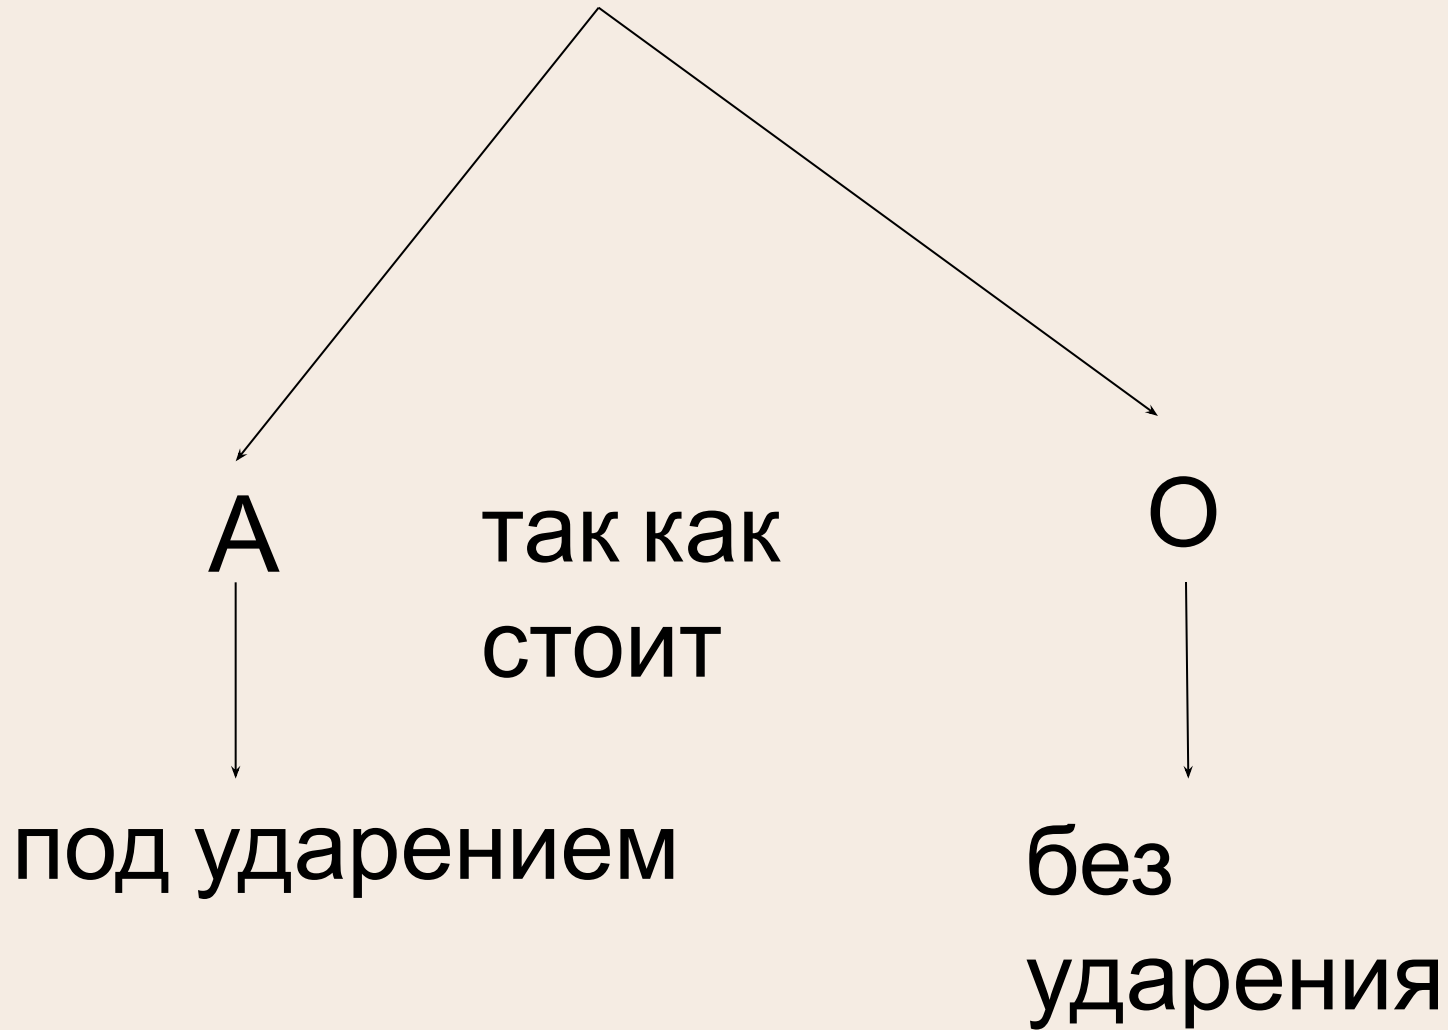 А
так как
стоит
О
под ударением
без
ударения